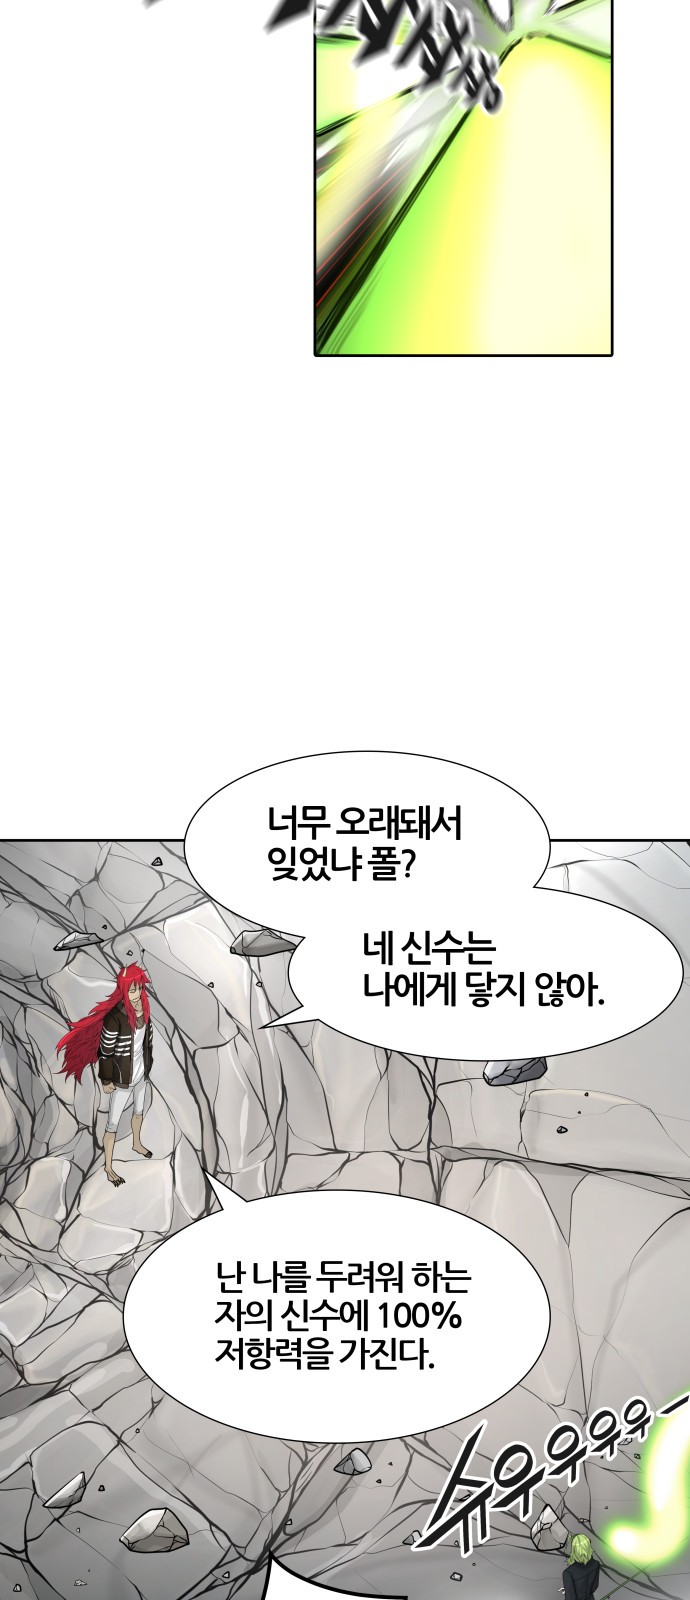 너무 오래돼서
잊었냐 폴?
네 신수는
나에게 닿지 않아.
난 나를 두려워 하는
자의 신수에 100%
저항력을 가진다.
슈우우우우-